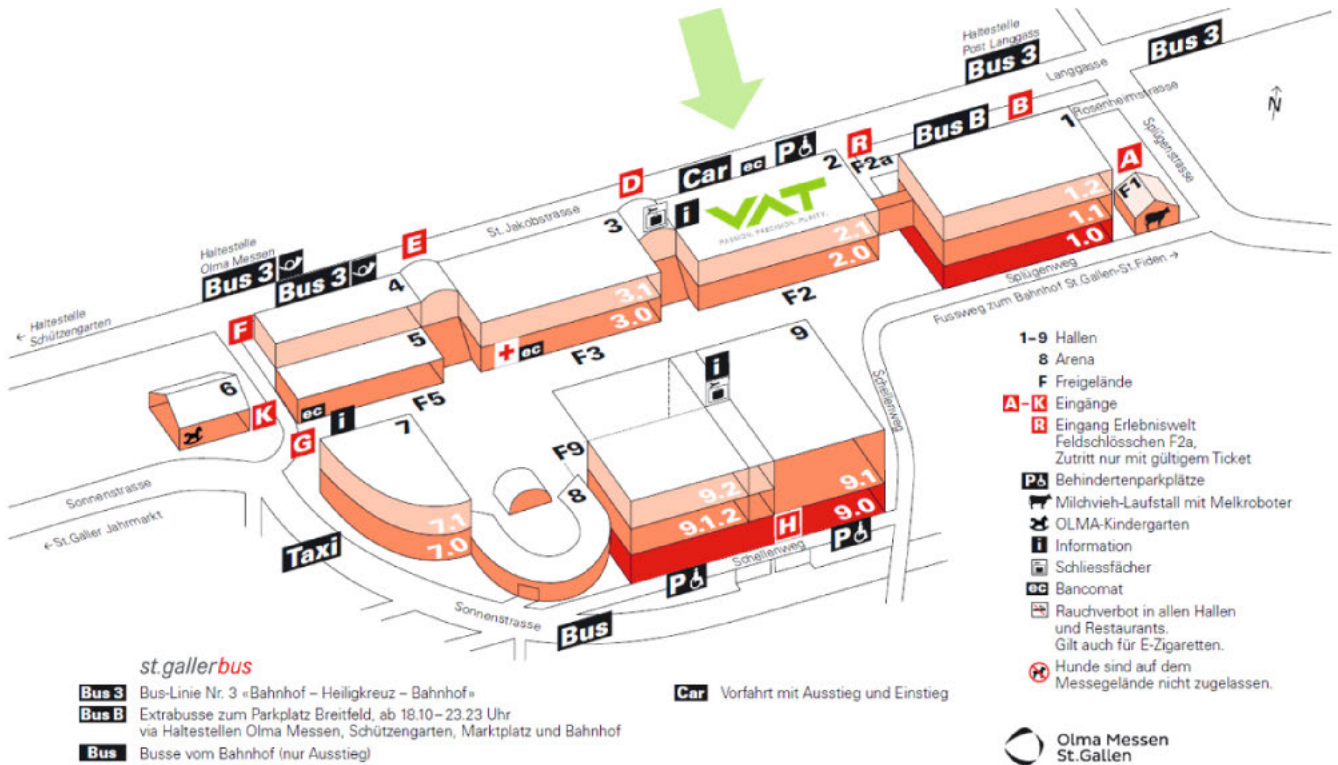 Haltestelle
Post Langgass
Bus 3
Bus 3
Langgasse
Rosenheimstrasse
Splügenstrasse
N
B
Bus B
1
R
A
F2a
F1
D
Car
ec
P
2
i
VAT
PASSION. PRECISION. PURITY.
1.2
1.1
1.0
2.1
2.0
St. Jakobstrasse
3
E
Haltestelle
Olma Messen
Bus 3
Bus 3
4
3.1
3.0
F2
Splügenweg
Fussweg zum Bahnhof St.Gallen-St.Fiden →
← Haltestelle
Schützengarten
F
5
ec
F3
9
i
Schellenweg
6
K
ec
F5
i
G
7
F9
8
9.2
9.1
9.1.2
9.0
H
7.1
7.0
Sonnenstrasse
←St.Galler Jahrmarkt
Taxi
Schellenweg
P
P
Sonnenstrasse
Bus
1–9 Hallen
8 Arena
F Freigelände
A–K Eingänge
R Eingang Erlebniswelt
Feldschlösschen F2a,
Zutritt nur mit gültigem Ticket
P Behindertenparkplätze
Milchvieh-Laufstall mit Melkroboter
OLMA-Kindergarten
i Information
Schliessfächer
ec Bancomat
Rauchverbot in allen Hallen
und Restaurants.
Gilt auch für E-Zigaretten.
Hunde sind auf dem
Messegelände nicht zugelassen.
st.gallerbus
Bus 3 Bus-Linie Nr. 3 «Bahnhof – Heiligkreuz – Bahnhof»
Bus B Extrabusse zum Parkplatz Breitfeld, ab 18.10–23.23 Uhr
via Haltestellen Olma Messen, Schützengarten, Marktplatz und Bahnhof
Bus Busse vom Bahnhof (nur Ausstieg)
Car Vorfahrt mit Ausstieg und Einstieg
Olma Messen
St.Gallen